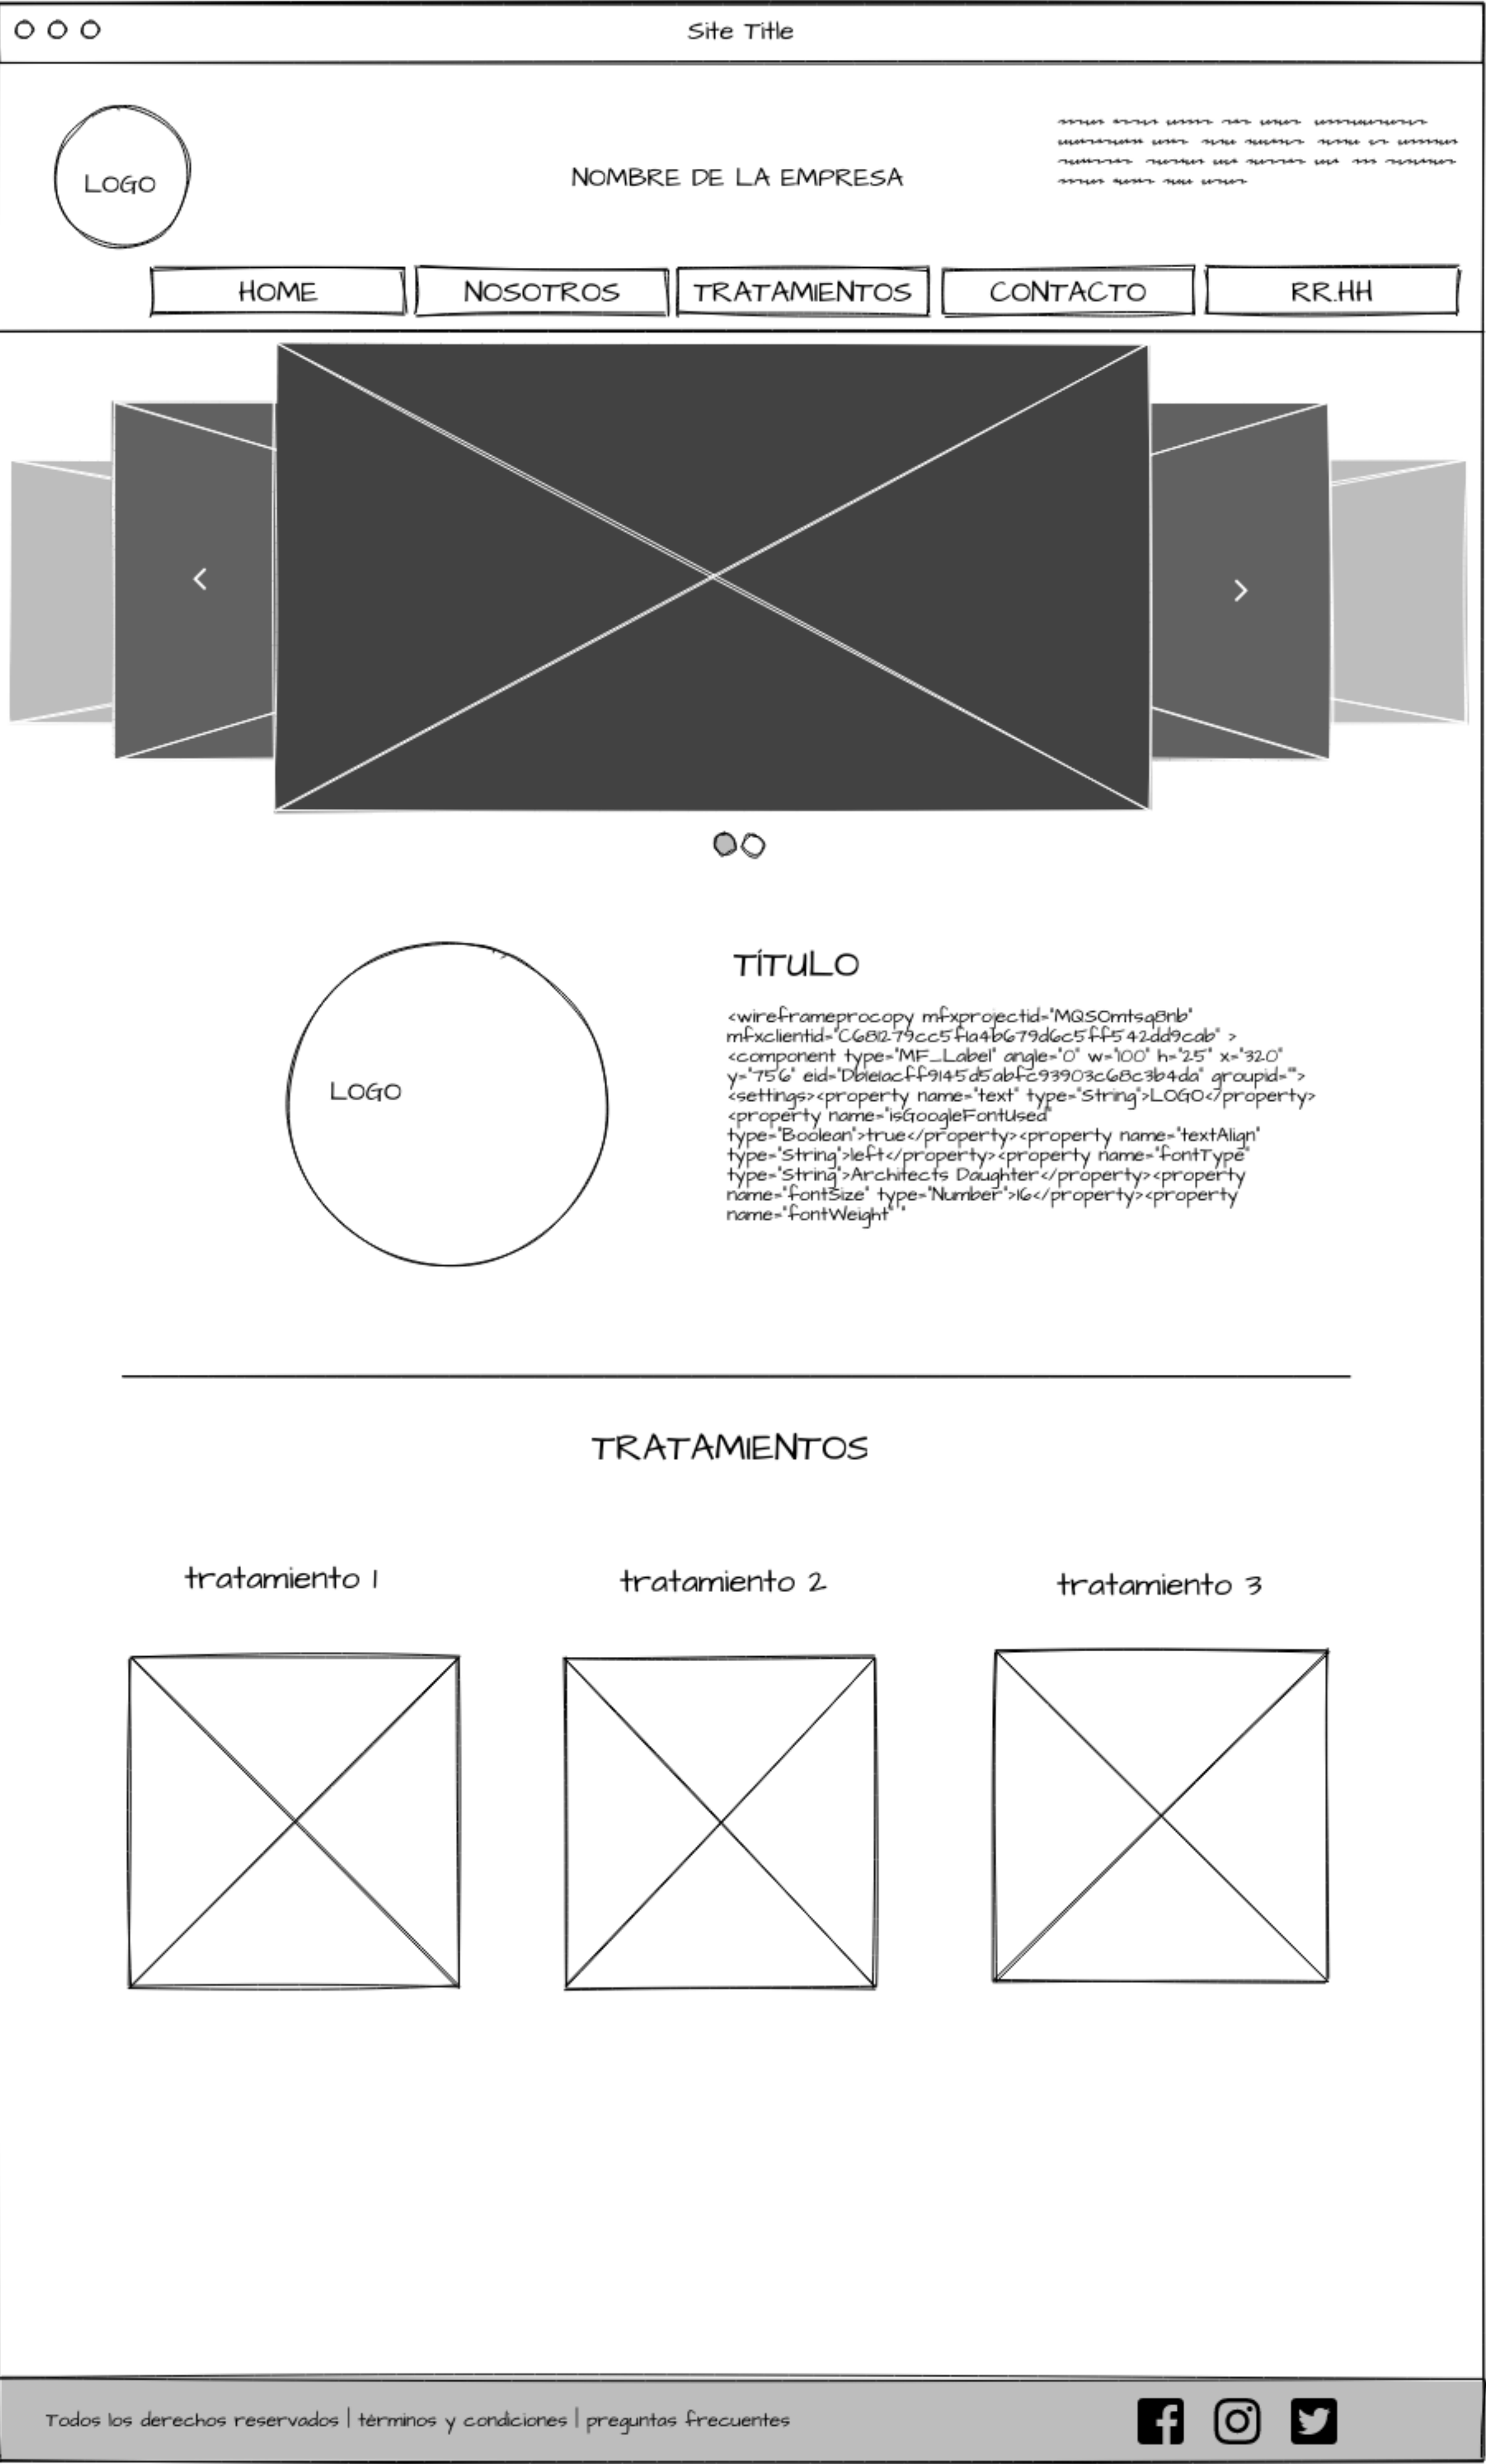 Site Title
LOGO
NOMBRE DE LA EMPRESA
HOME
NOSOTROS
TRATAMIENTOS
CONTACTO
RR.HH
LOGO
TÍTULO
<wireframeprocopy mfxprojectid="MQSOmtsq8nb"
mfxclientid="C681279cc5f1a4b679d6c5ff542dd9cab" >
<component type="MF_Label" angle="0" w="100" h="25" x="320"
y="756" eid="Dbie1acff9145d5abfc93903c68c3b4da" groupid="">
<settings><property name="text" type="String">LOGO</property>
<property name="isGoogleFontUsed"
type="Boolean">true</property><property name="textAlign"
type="String">left</property><property name="fontType"
type="String">Architects Daughter</property><property
name="fontSize" type="Number">16</property><property
name="fontWeight" "
TRATAMIENTOS
tratamiento 1
tratamiento 2
tratamiento 3
Todos los derechos reservados | términos y condiciones | preguntas frecuentes